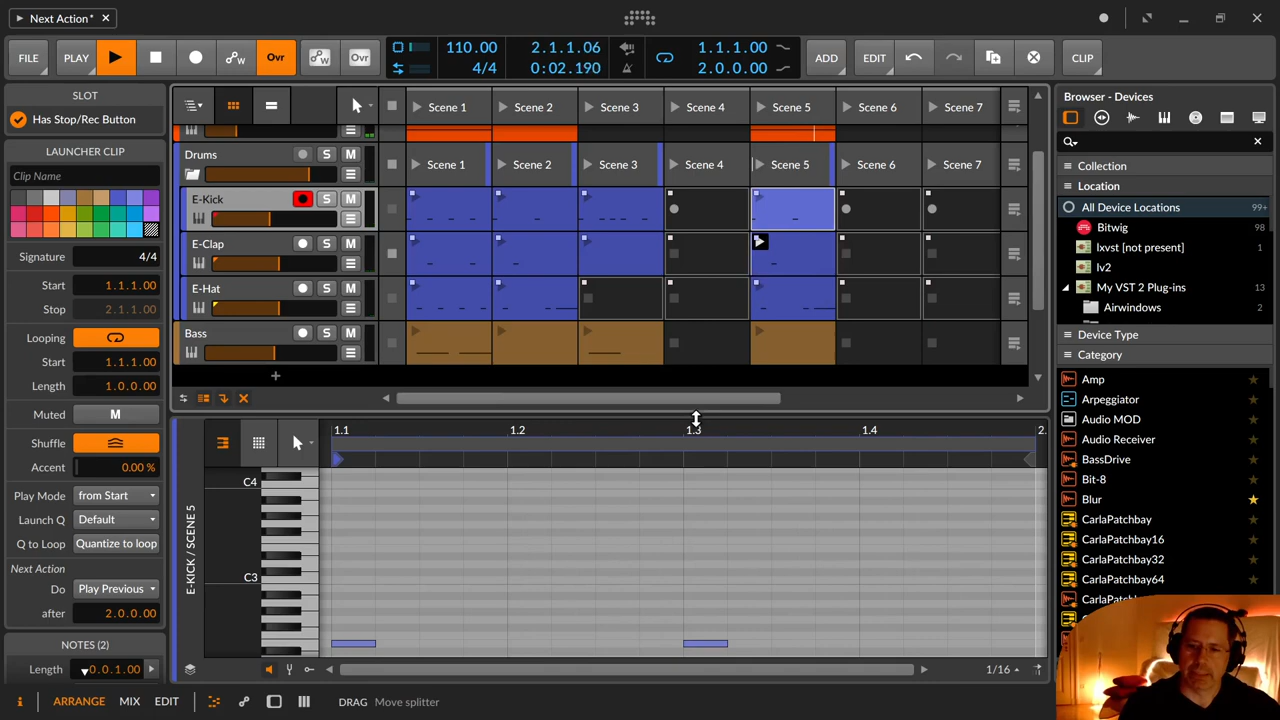 Next Action*
FILE
PLAY
Ovr
Ovr
110.00
4/4
2.1.1.06
0:02.190
1.1.1.00
2.0.0.00
ADD
EDIT
CLIP
SLOT
Has Stop/Rec Button
LAUNCHER CLIP
Clip Name
Signature 4/4
Start 1.1.1.00
Stop 2.1.1.00
Looping
Start 1.1.1.00
Length 1.0.0.00
Muted M
Shuffle
Accent 0.00 %
Play Mode from Start
Launch Q Default
Q to Loop Quantize to loop
Next Action
Do Play Previous
after 2.0.0.00
NOTES (2)
Length 0.0.1.00
Scene 1 Scene 2 Scene 3 Scene 4 Scene 5 Scene 6 Scene 7
Drums S M Scene 1 Scene 2 Scene 3 Scene 4 Scene 5 Scene 6 Scene 7
E-Kick S M
E-Clap S M
E-Hat S M
Bass S M
+
1.1 1.2 1.3 1.4 2.
C4
C3
E-KICK / SCENE 5
1/16
Browser - Devices
Collection
Location
All Device Locations 99+
Bitwig 98
lxvst [not present]
lv2
My VST 2 Plug-ins 13
Airwindows 2
Device Type
Category
Amp
Arpeggiator
Audio MOD
Audio Receiver
BassDrive
Bit-8
Blur
CarlaPatchbay
CarlaPatchbay16
CarlaPatchbay32
CarlaPatchbay64
i ARRANGE MIX EDIT DRAG Move splitter